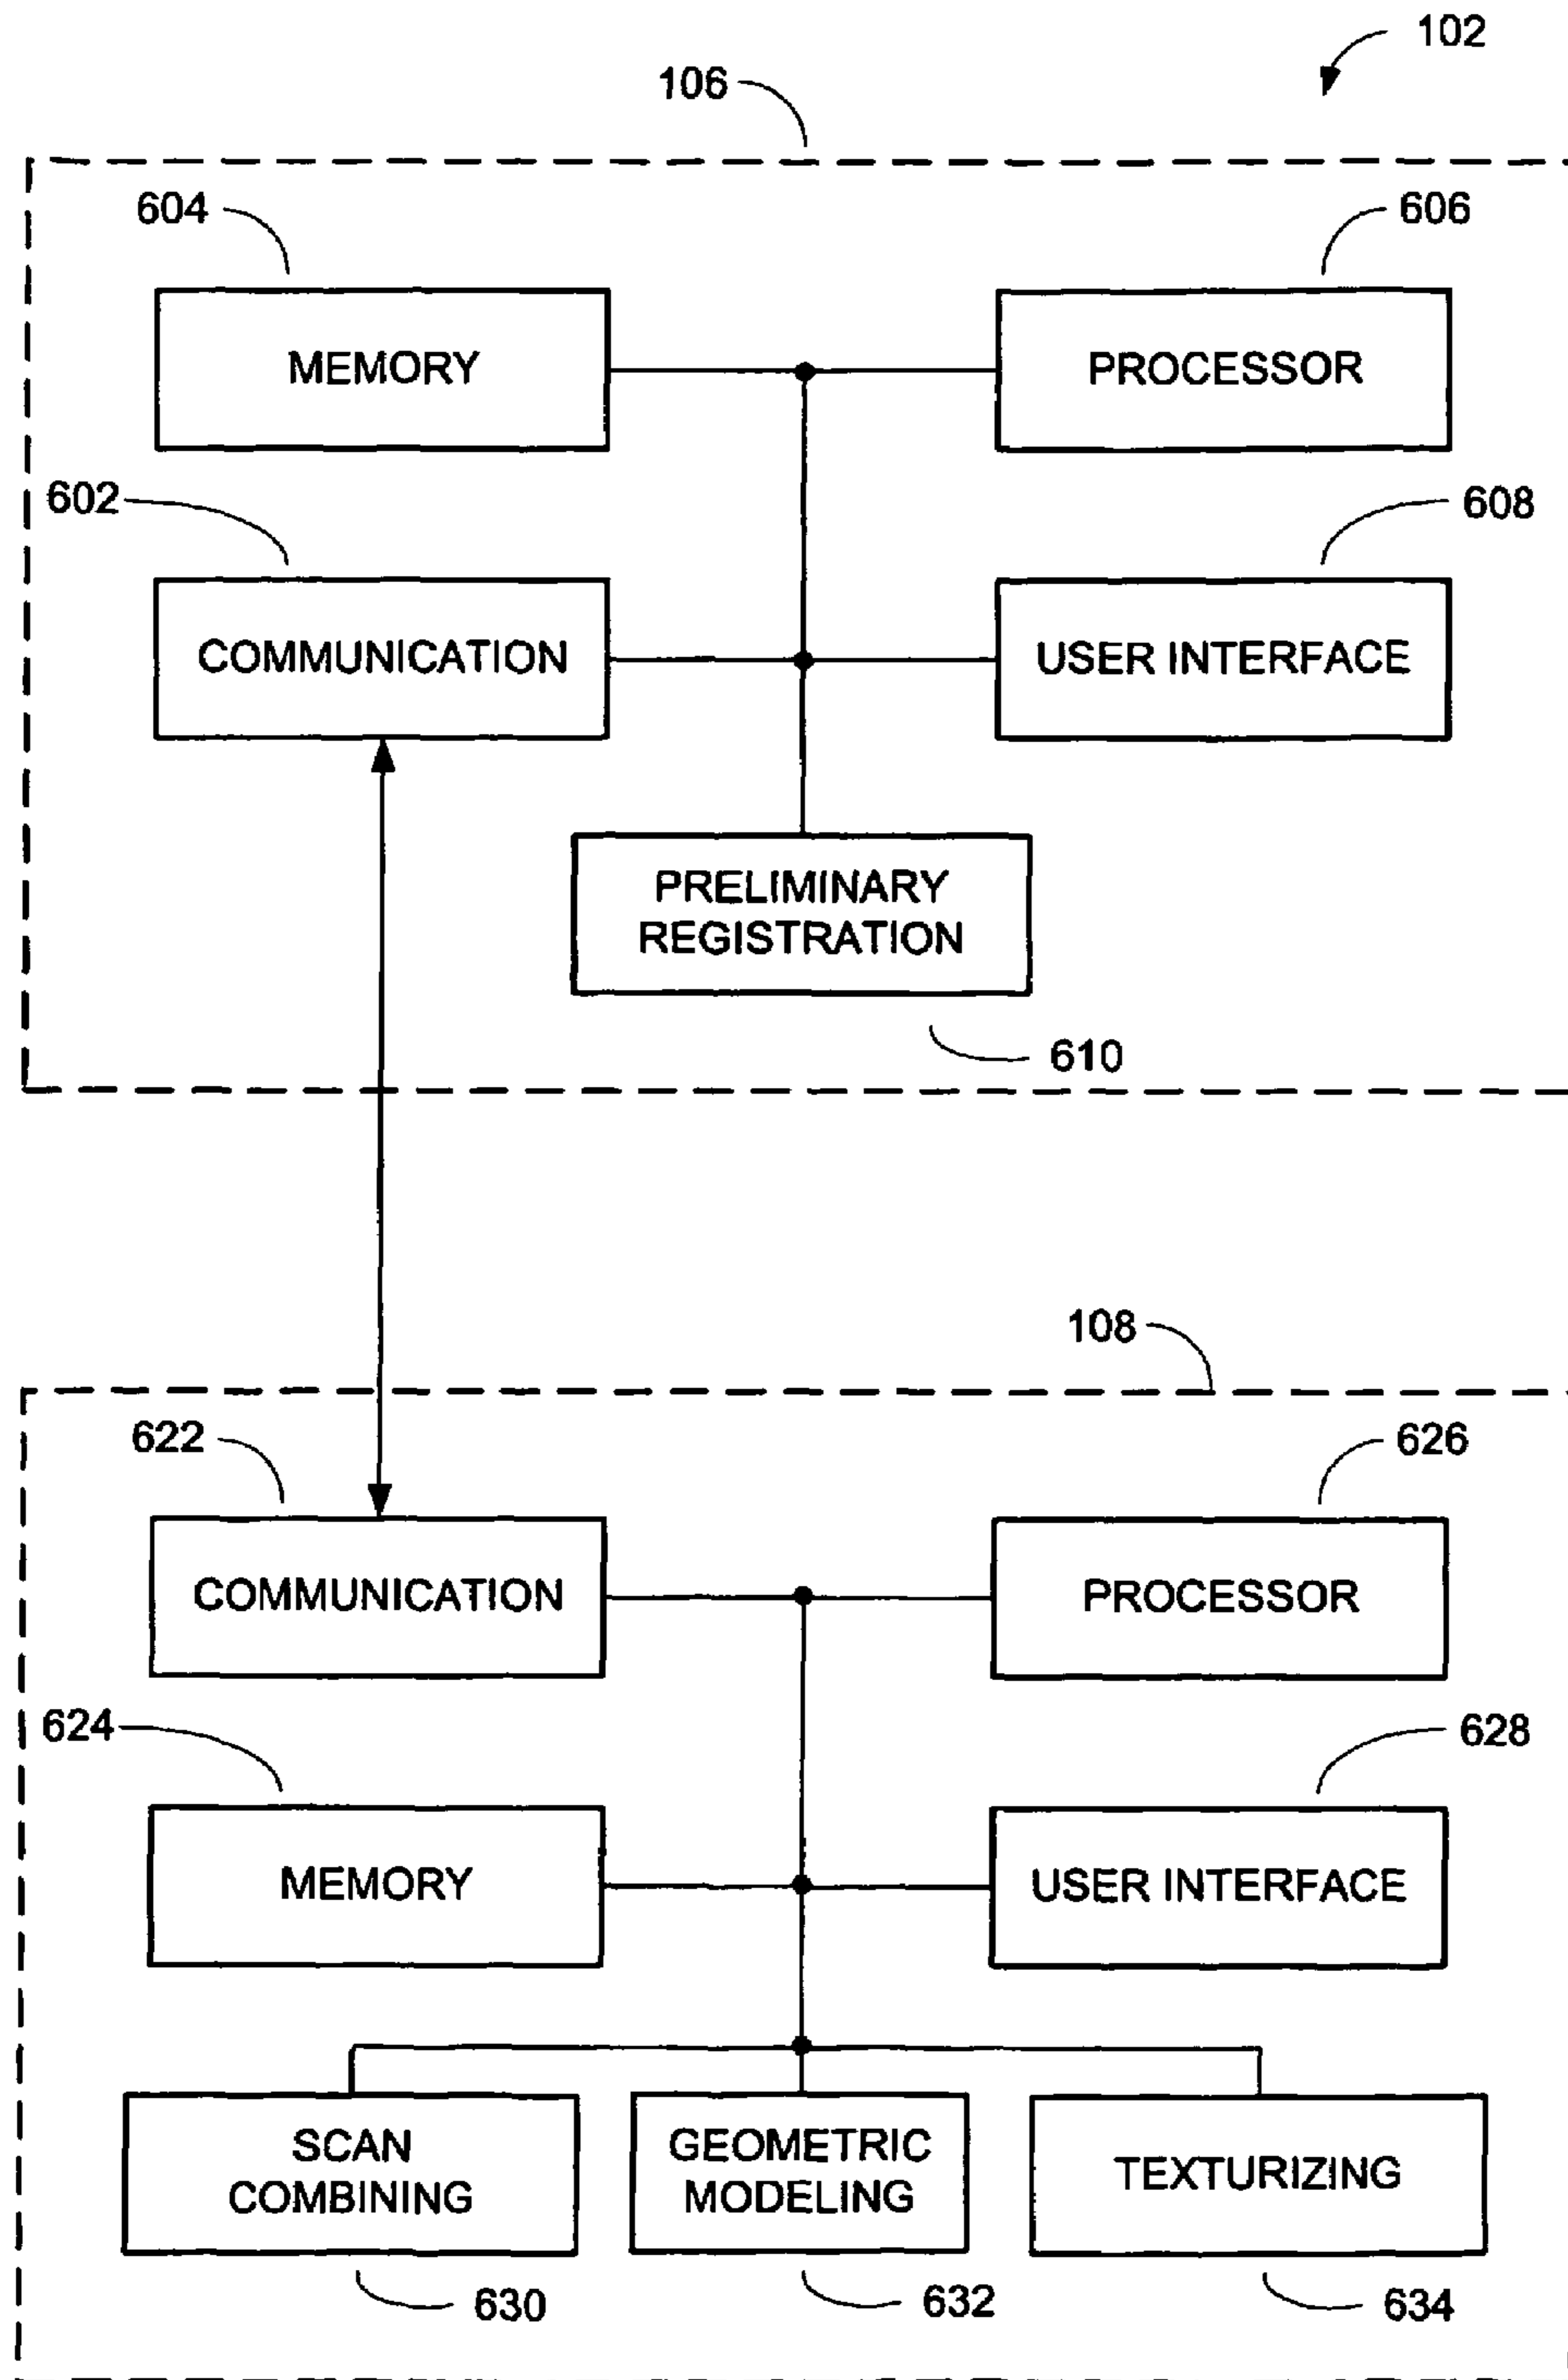 102
106
604
606
MEMORY
PROCESSOR
602
608
COMMUNICATION
USER INTERFACE
PRELIMINARY
REGISTRATION
610
108
622
626
COMMUNICATION
PROCESSOR
624
628
MEMORY
USER INTERFACE
SCAN
COMBINING
GEOMETRIC
MODELING
TEXTURIZING
630
632
634